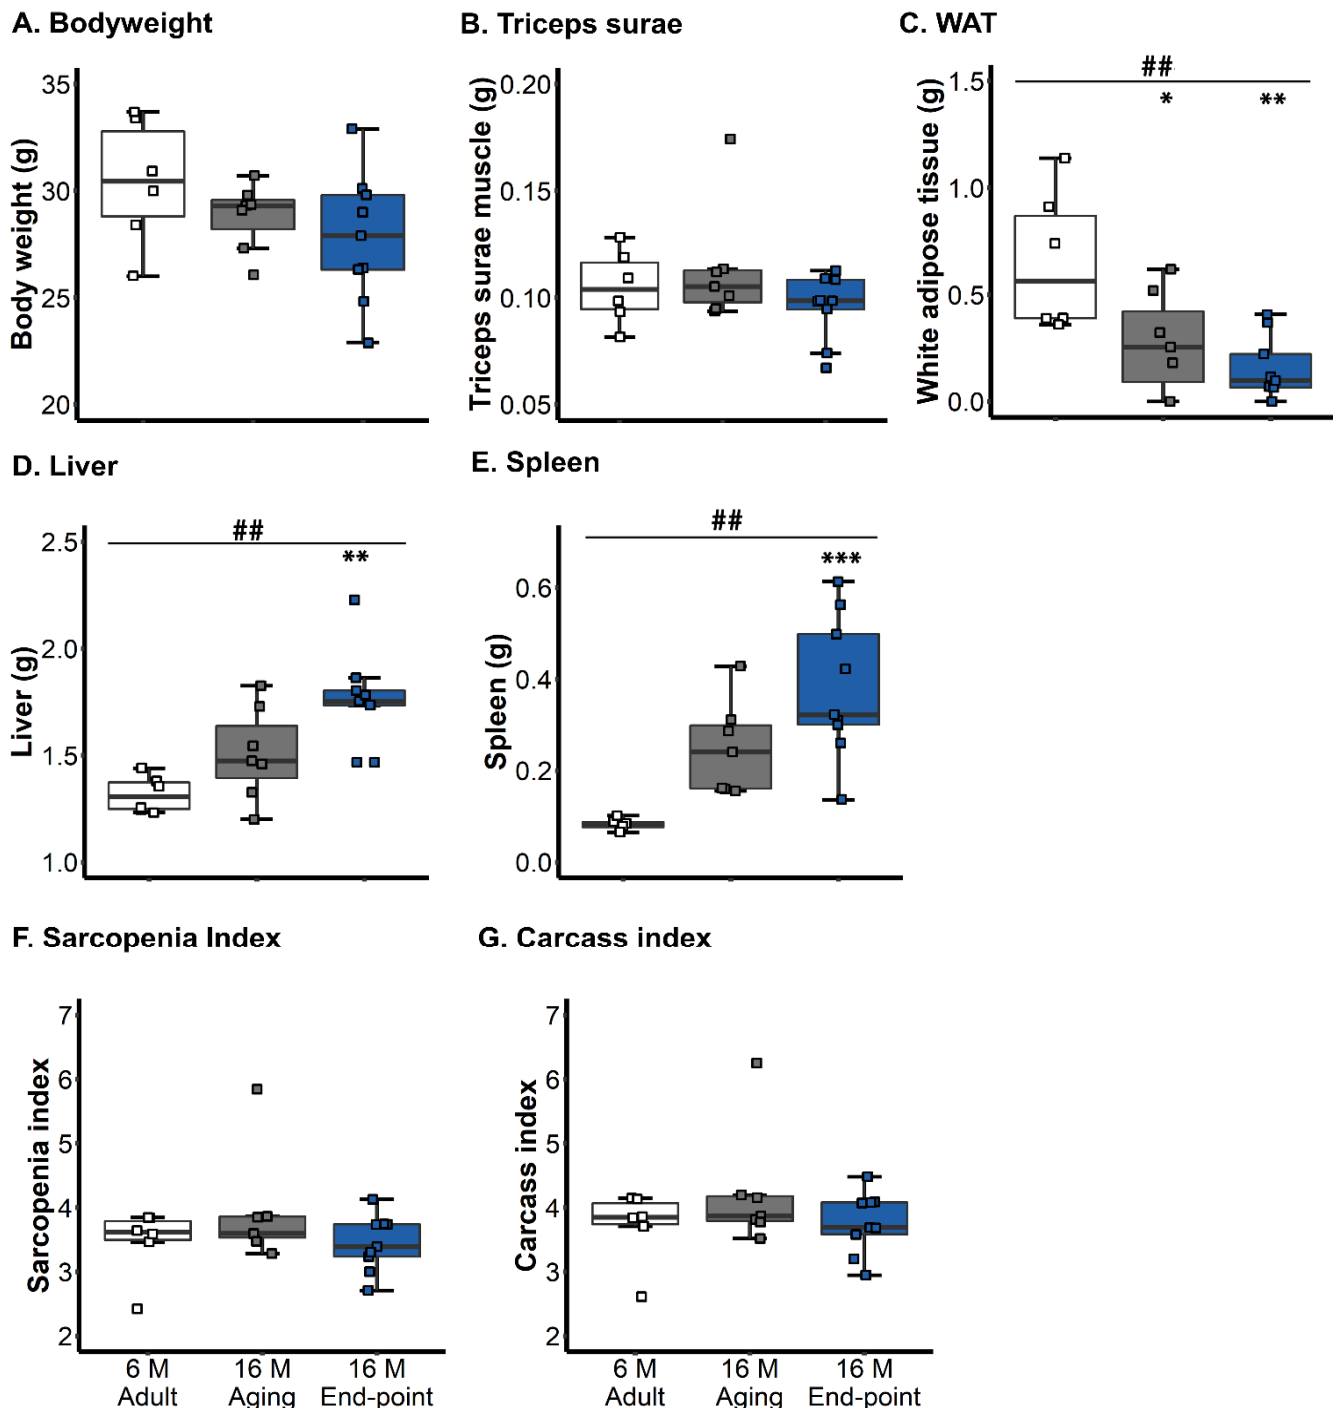 A. Bodyweight
B. Triceps surae
C. WAT
Body weight (g)
35
30
25
20
Triceps surae muscle (g)
0.20
0.15
0.10
0.05
White adipose tissue (g)
1.5
1.0
0.5
0.0
##
*
**
D. Liver
E. Spleen
Liver (g)
2.5
2.0
1.5
1.0
##
**
Spleen (g)
0.6
0.4
0.2
0.0
##
***
F. Sarcopenia Index
G. Carcass index
Sarcopenia index
7
6
5
4
3
2
6 M
Adult
16 M
Aging
16 M
End-point
Carcass index
7
6
5
4
3
2
6 M
Adult
16 M
Aging
16 M
End-point